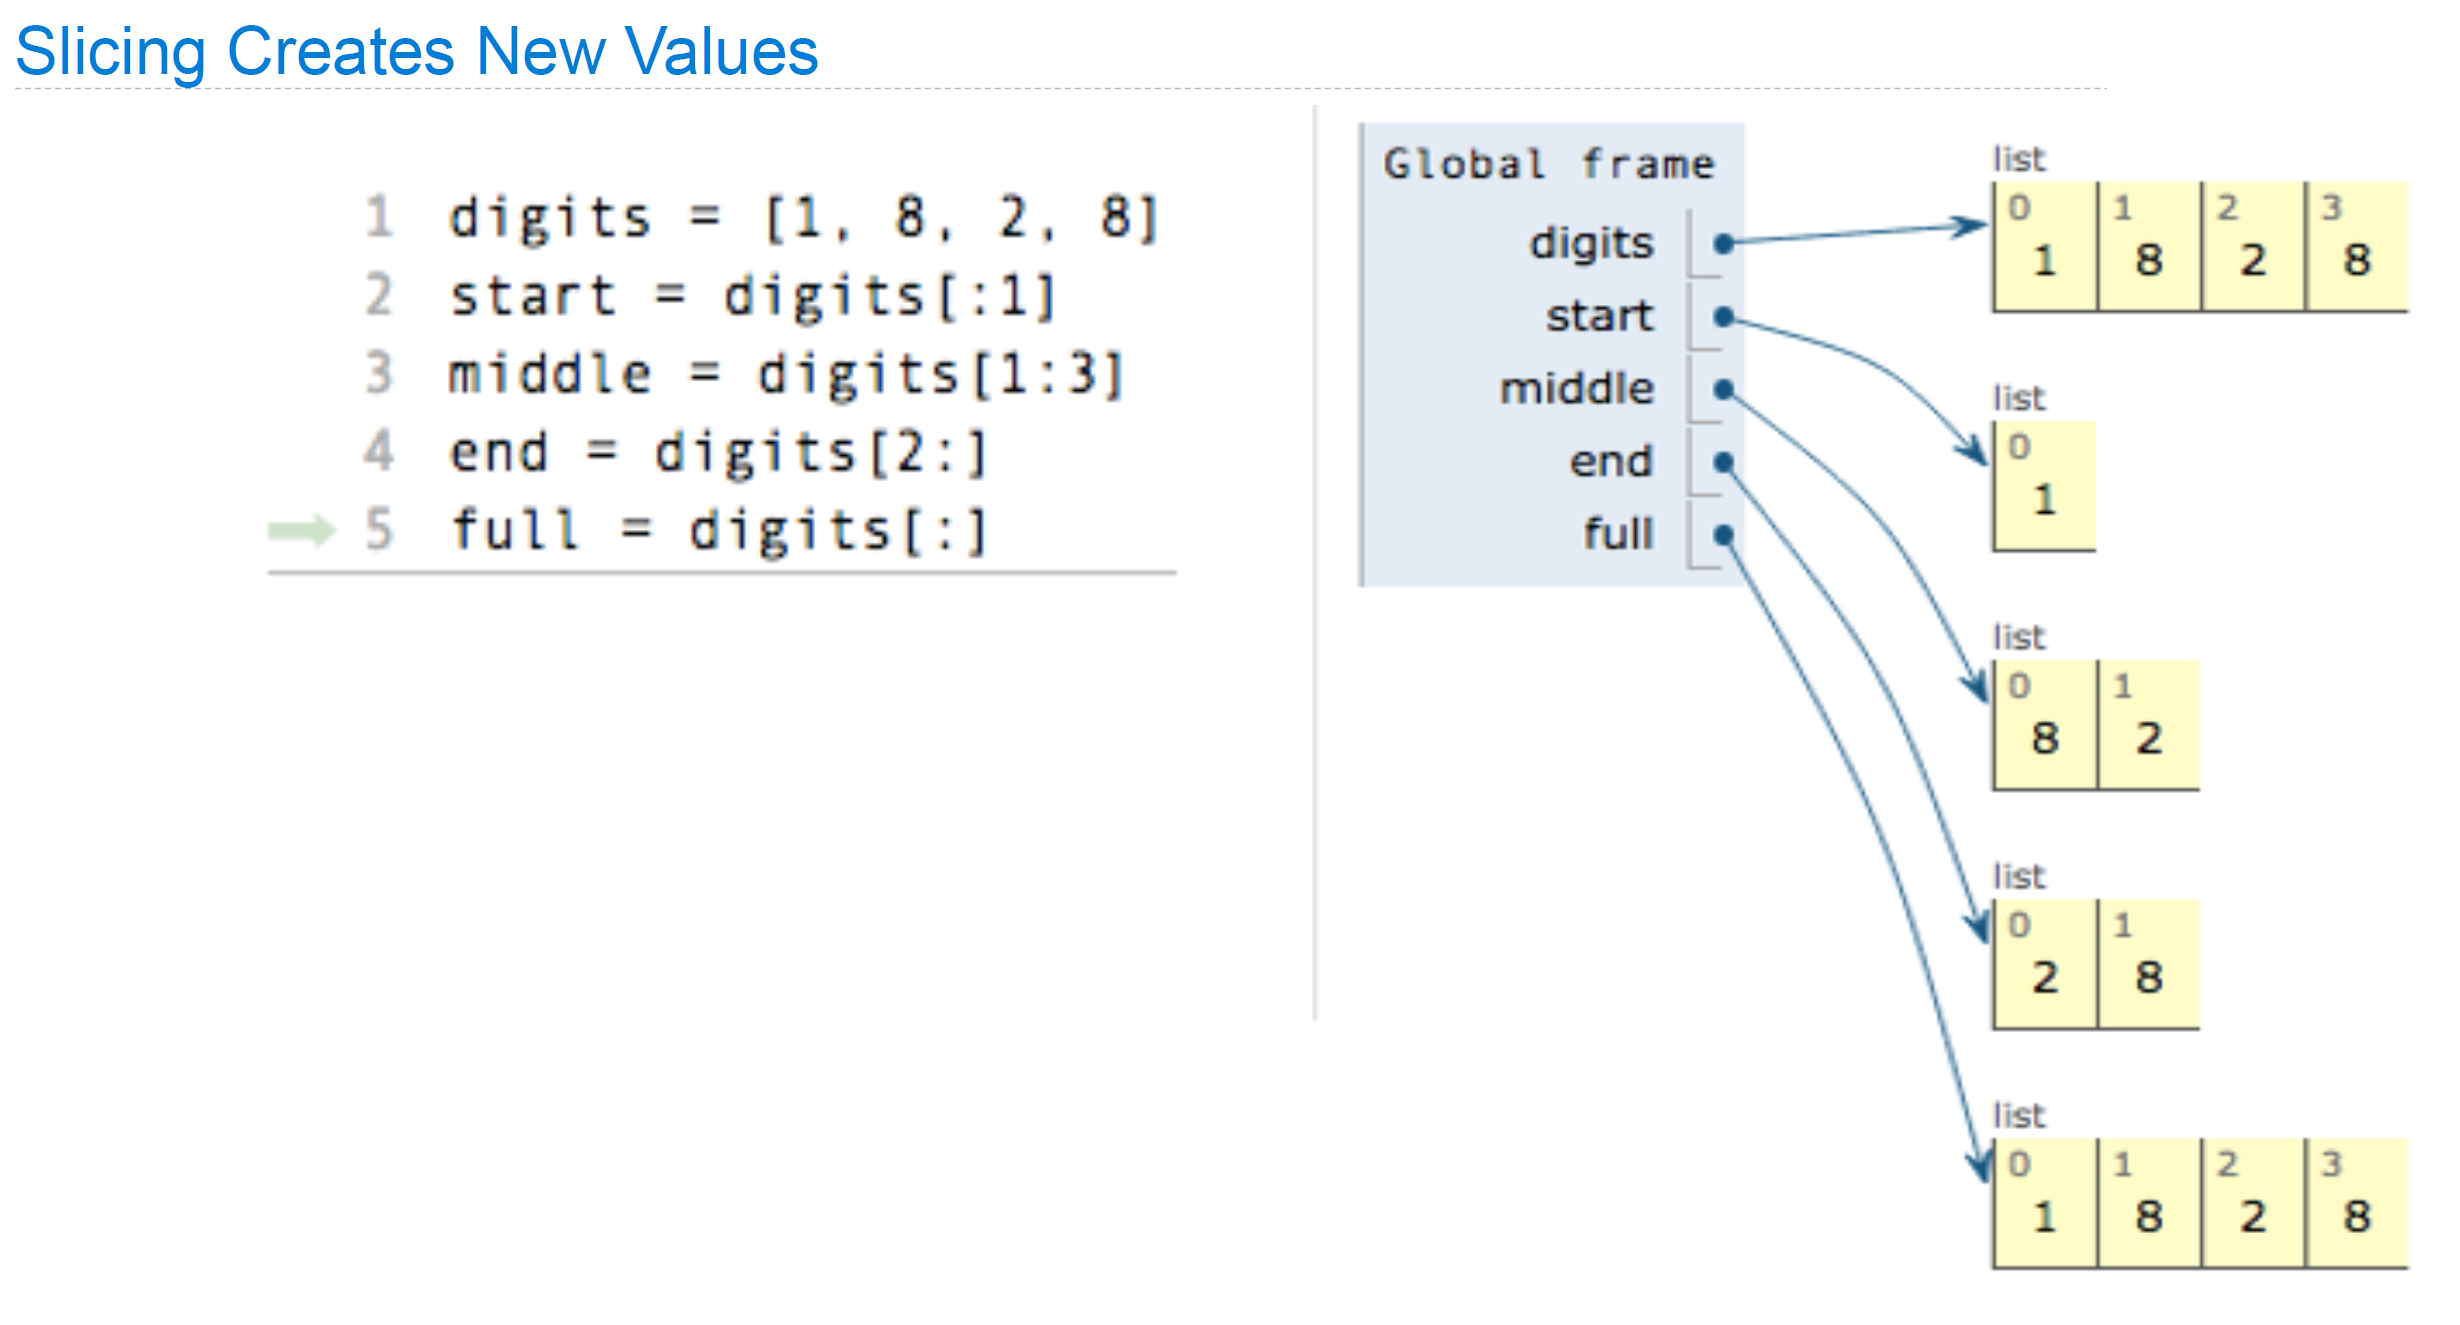 Slicing Creates New Values
1 digits = [1, 8, 2, 8]
2 start = digits[:1]
3 middle = digits[1:3]
4 end = digits[2:]
5 full = digits[:]
Global frame
digits
start
middle
end
full
list
0 1 2 3
1 8 2 8
list
0
1
list
0 1
8 2
list
0 1
2 8
list
0 1 2 3
1 8 2 8